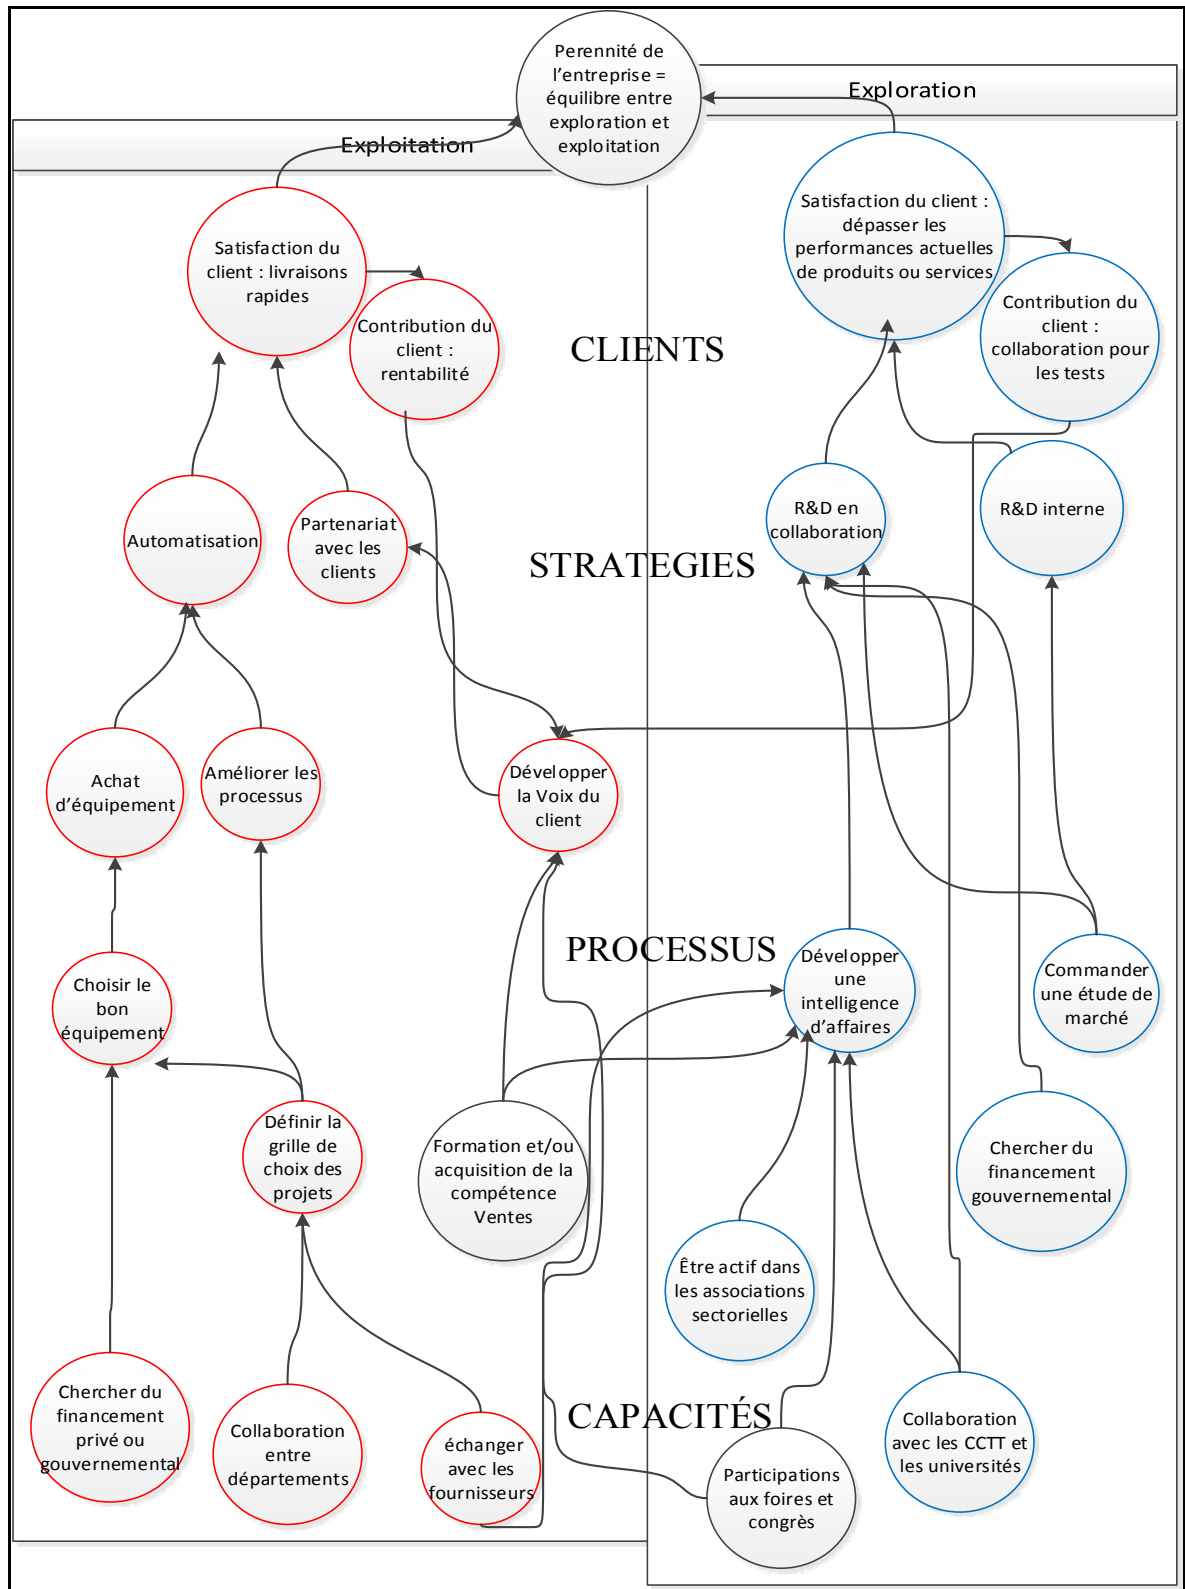 Perennité de
l'entreprise =
équilibre entre
exploration et
exploitation
Exploration
Exploitation
Satisfaction du
client : livraisons
rapides
Contribution du
client :
rentabilité
CLIENTS
Satisfaction du client :
dépasser les
performances actuelles
de produits ou services
Contribution du
client :
collaboration pour
les tests
Automatisation
Partenariat
avec les
clients
STRATEGIES
R&D en
collaboration
R&D interne
Achat
d'équipement
Améliorer les
processus
Développer
la Voix du
client
PROCESSUS
Choisir le
bon
équipement
Développer
une
intelligence
d'affaires
Commander
une étude de
marché
Définir la
grille de
choix des
projets
Formation et/ou
acquisition de la
compétence
Ventes
Chercher du
financement
gouvernemental
Être actif dans
les associations
sectorielles
CAPACITÉS
Chercher du
financement
privé ou
gouvernemental
Collaboration
entre
départements
échanger
avec les
fournisseurs
Participations
aux foires et
congrès
Collaboration
avec les CCTT et
les universités